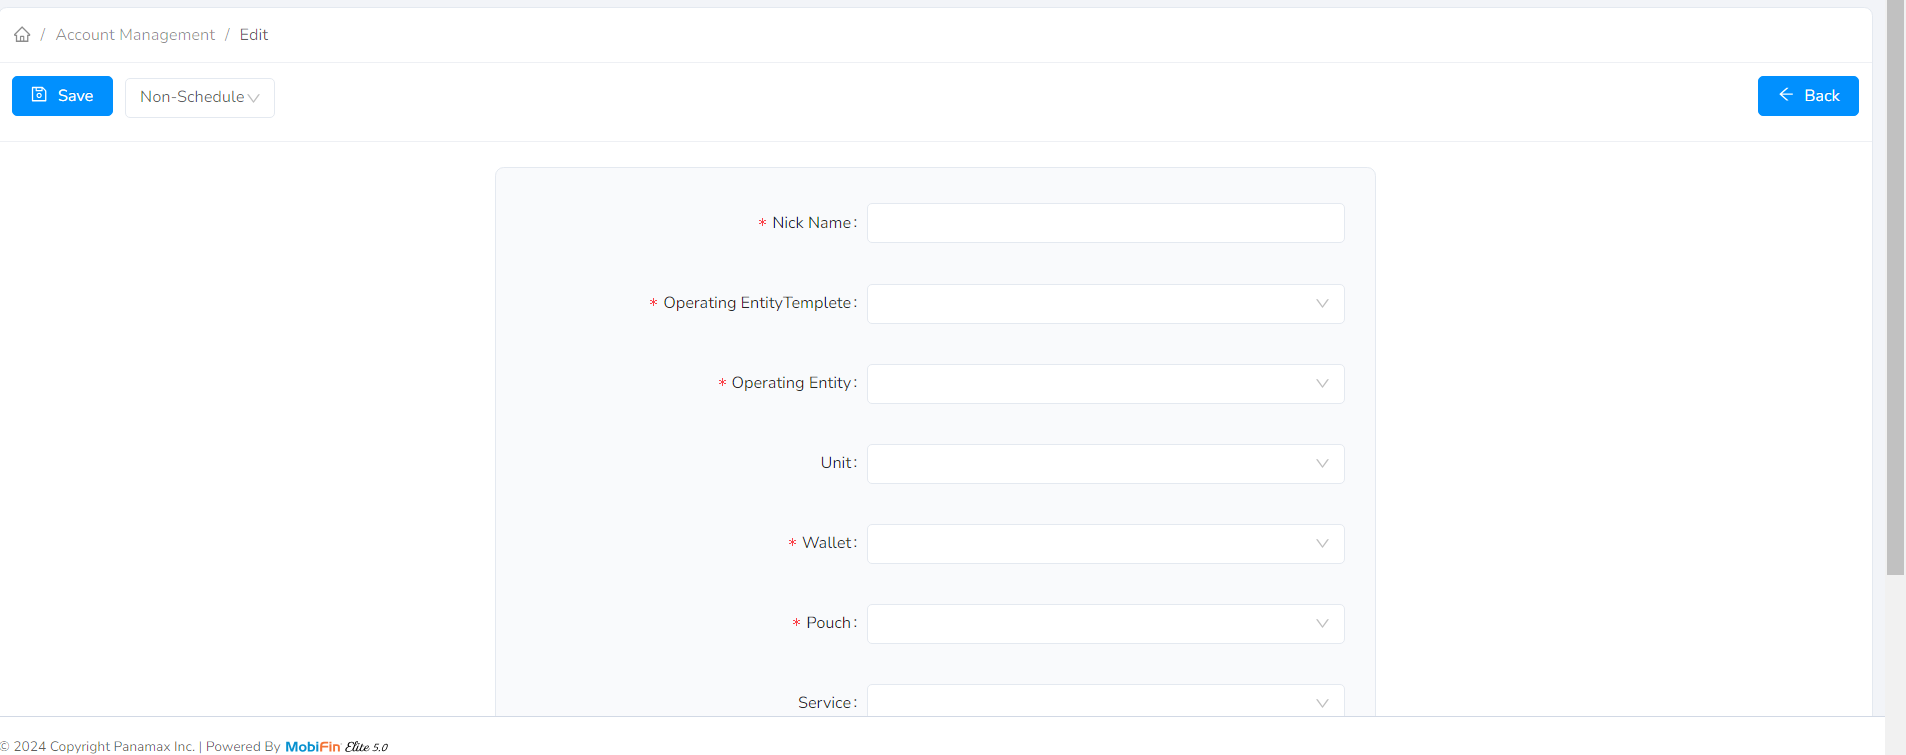 / Account Management / Edit
Save Non-Schedule Back
* Nick Name:
* Operating EntityTemplete:
* Operating Entity:
Unit:
* Wallet:
* Pouch:
Service:
© 2024 Copyright Panamax Inc. | Powered By MobiFin Elite 5.0